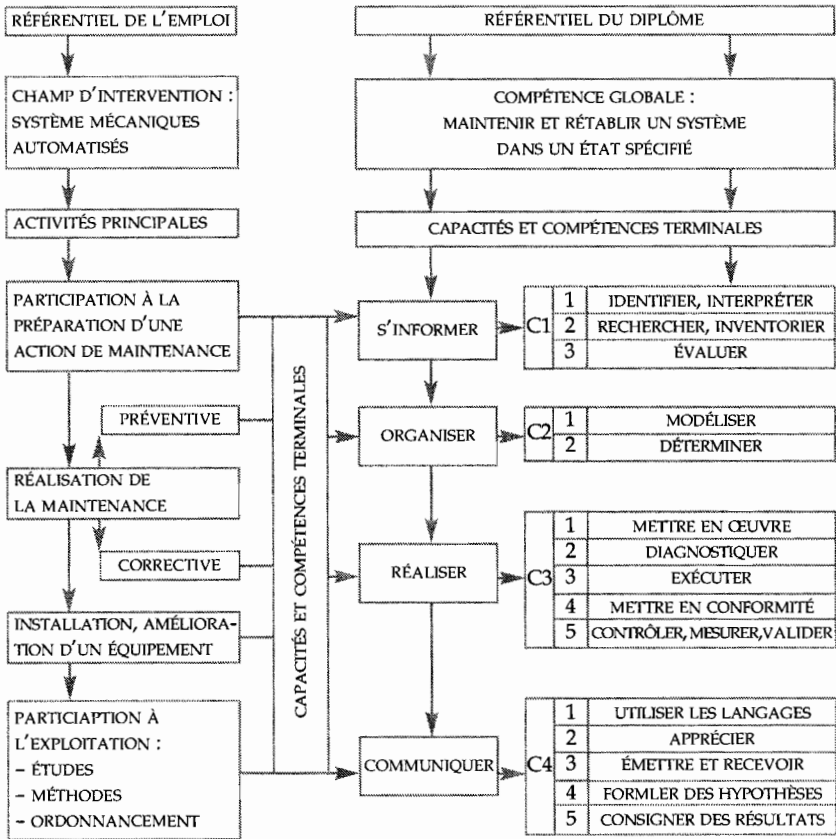 RÉFÉRENTIEL DE L'EMPLOI
CHAMP D'INTERVENTION :
SYSTÈME MÉCANIQUES
AUTOMATISÉS
ACTIVITÉS PRINCIPALES
PARTICIPATION À LA
PRÉPARATION D'UNE
ACTION DE MAINTENANCE
PRÉVENTIVE
RÉALISATION DE
LA MAINTENANCE
CORRECTIVE
INSTALLATION, AMÉLIORA-
TION D'UN ÉQUIPEMENT
PARTICIAPTION À
L'EXPLOITATION :
– ÉTUDES
– MÉTHODES
– ORDONNANCEMENT
CAPACITÉS ET COMPÉTENCES TERMINALES
RÉFÉRENTIEL DU DIPLÔME
COMPÉTENCE GLOBALE :
MAINTENIR ET RÉTABLIR UN SYSTÈME
DANS UN ÉTAT SPÉCIFIÉ
CAPACITÉS ET COMPÉTENCES TERMINALES
S'INFORMER
C1
1 IDENTIFIER, INTERPRÉTER
2 RECHERCHER, INVENTORIER
3 ÉVALUER
ORGANISER
C2
1 MODÉLISER
2 DÉTERMINER
RÉALISER
C3
1 METTRE EN ŒUVRE
2 DIAGNOSTIQUER
3 EXÉCUTER
4 METTRE EN CONFORMITÉ
5 CONTRÔLER, MESURER, VALIDER
COMMUNIQUER
C4
1 UTILISER LES LANGAGES
2 APPRÉCIER
3 ÉMETTRE ET RECEVOIR
4 FORMLER DES HYPOTHÈSES
5 CONSIGNER DES RÉSULTATS